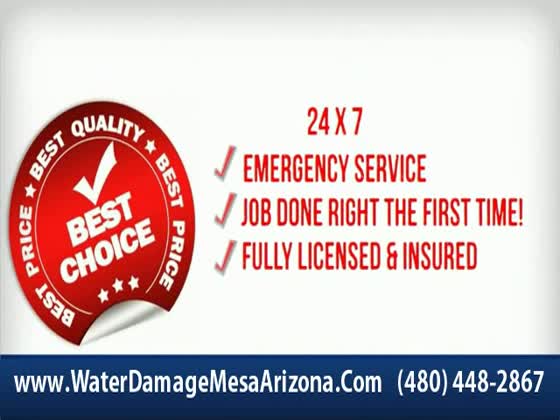 24 X 7
EMERGENCY SERVICE
JOB DONE RIGHT THE FIRST TIME!
FULLY LICENSED & INSURED
BEST QUALITY ★ BEST PRICE
BEST PRICE ★
BEST
CHOICE
www.WaterDamageMesaArizona.Com (480) 448-2867